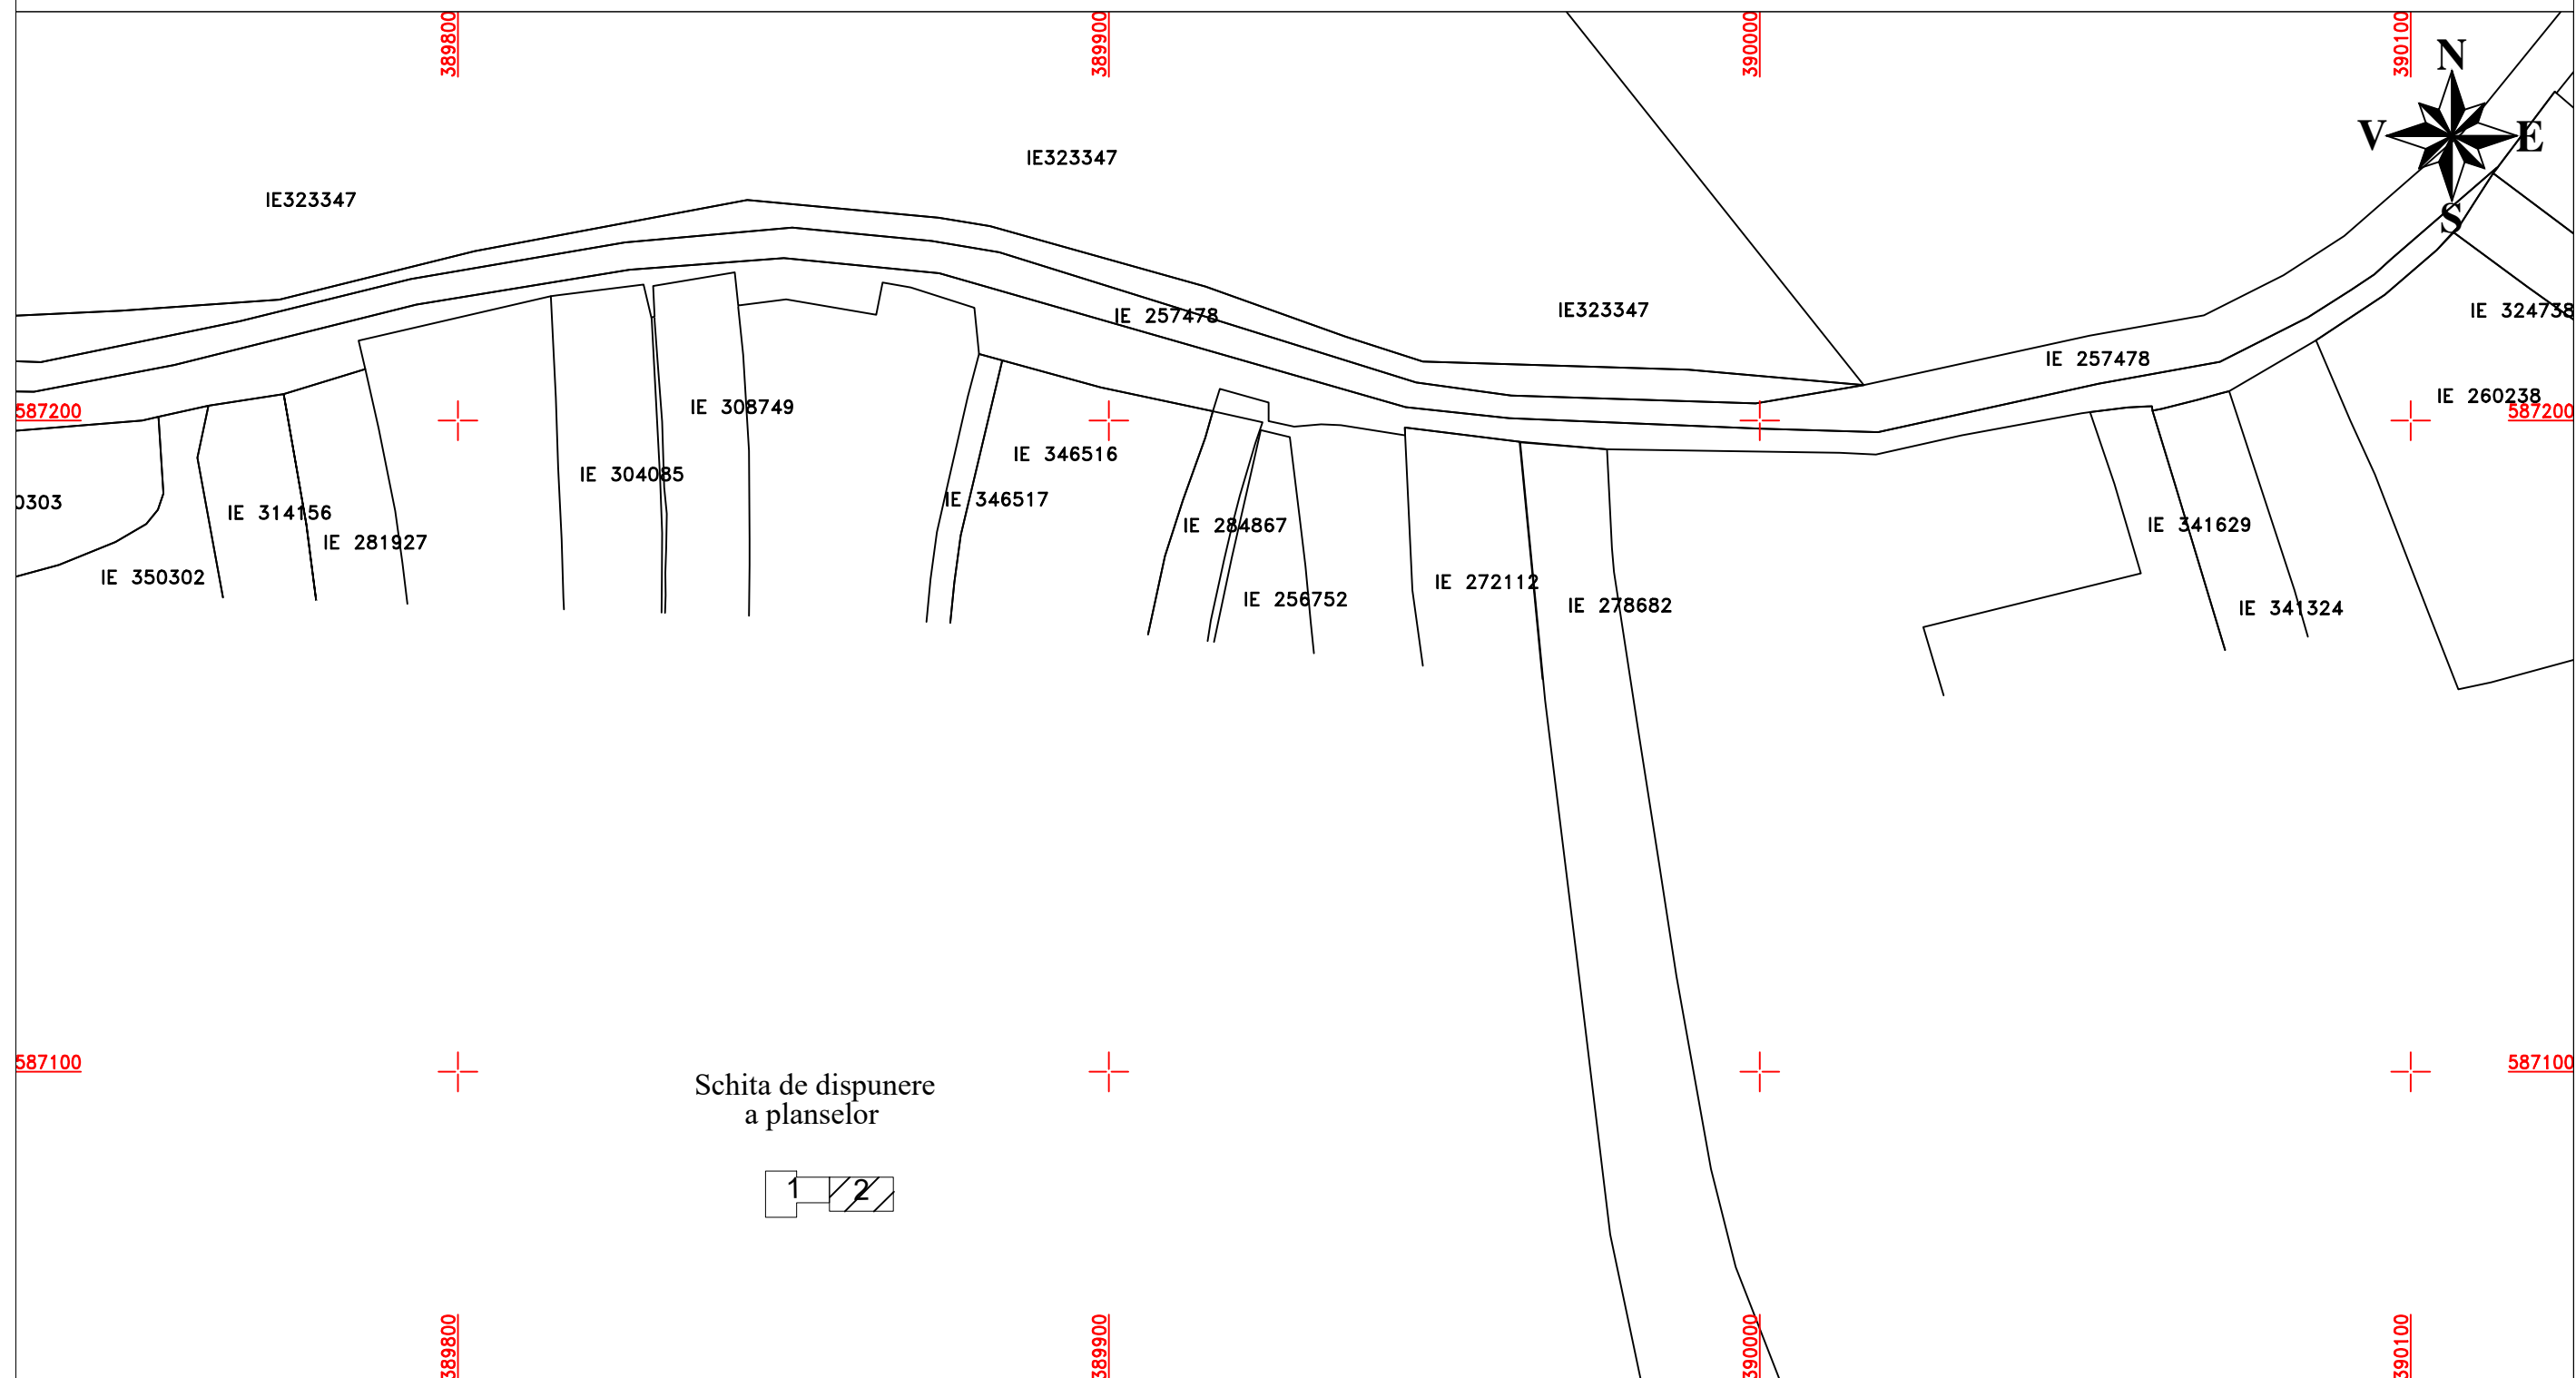 389800
389900
390000
390100
N
V
E
S
IE323347
IE323347
IE323347
IE 257478
IE 257478
IE 324738
IE 260238
587200
587200
IE 308749
IE 304085
IE 346516
IE 346517
0303
IE 314156
IE 281927
IE 350302
IE 284867
IE 256752
IE 272112
IE 278682
IE 341629
IE 341324
587100
587100
Schita de dispunere
a planselor
1
2
389800
389900
390000
390100